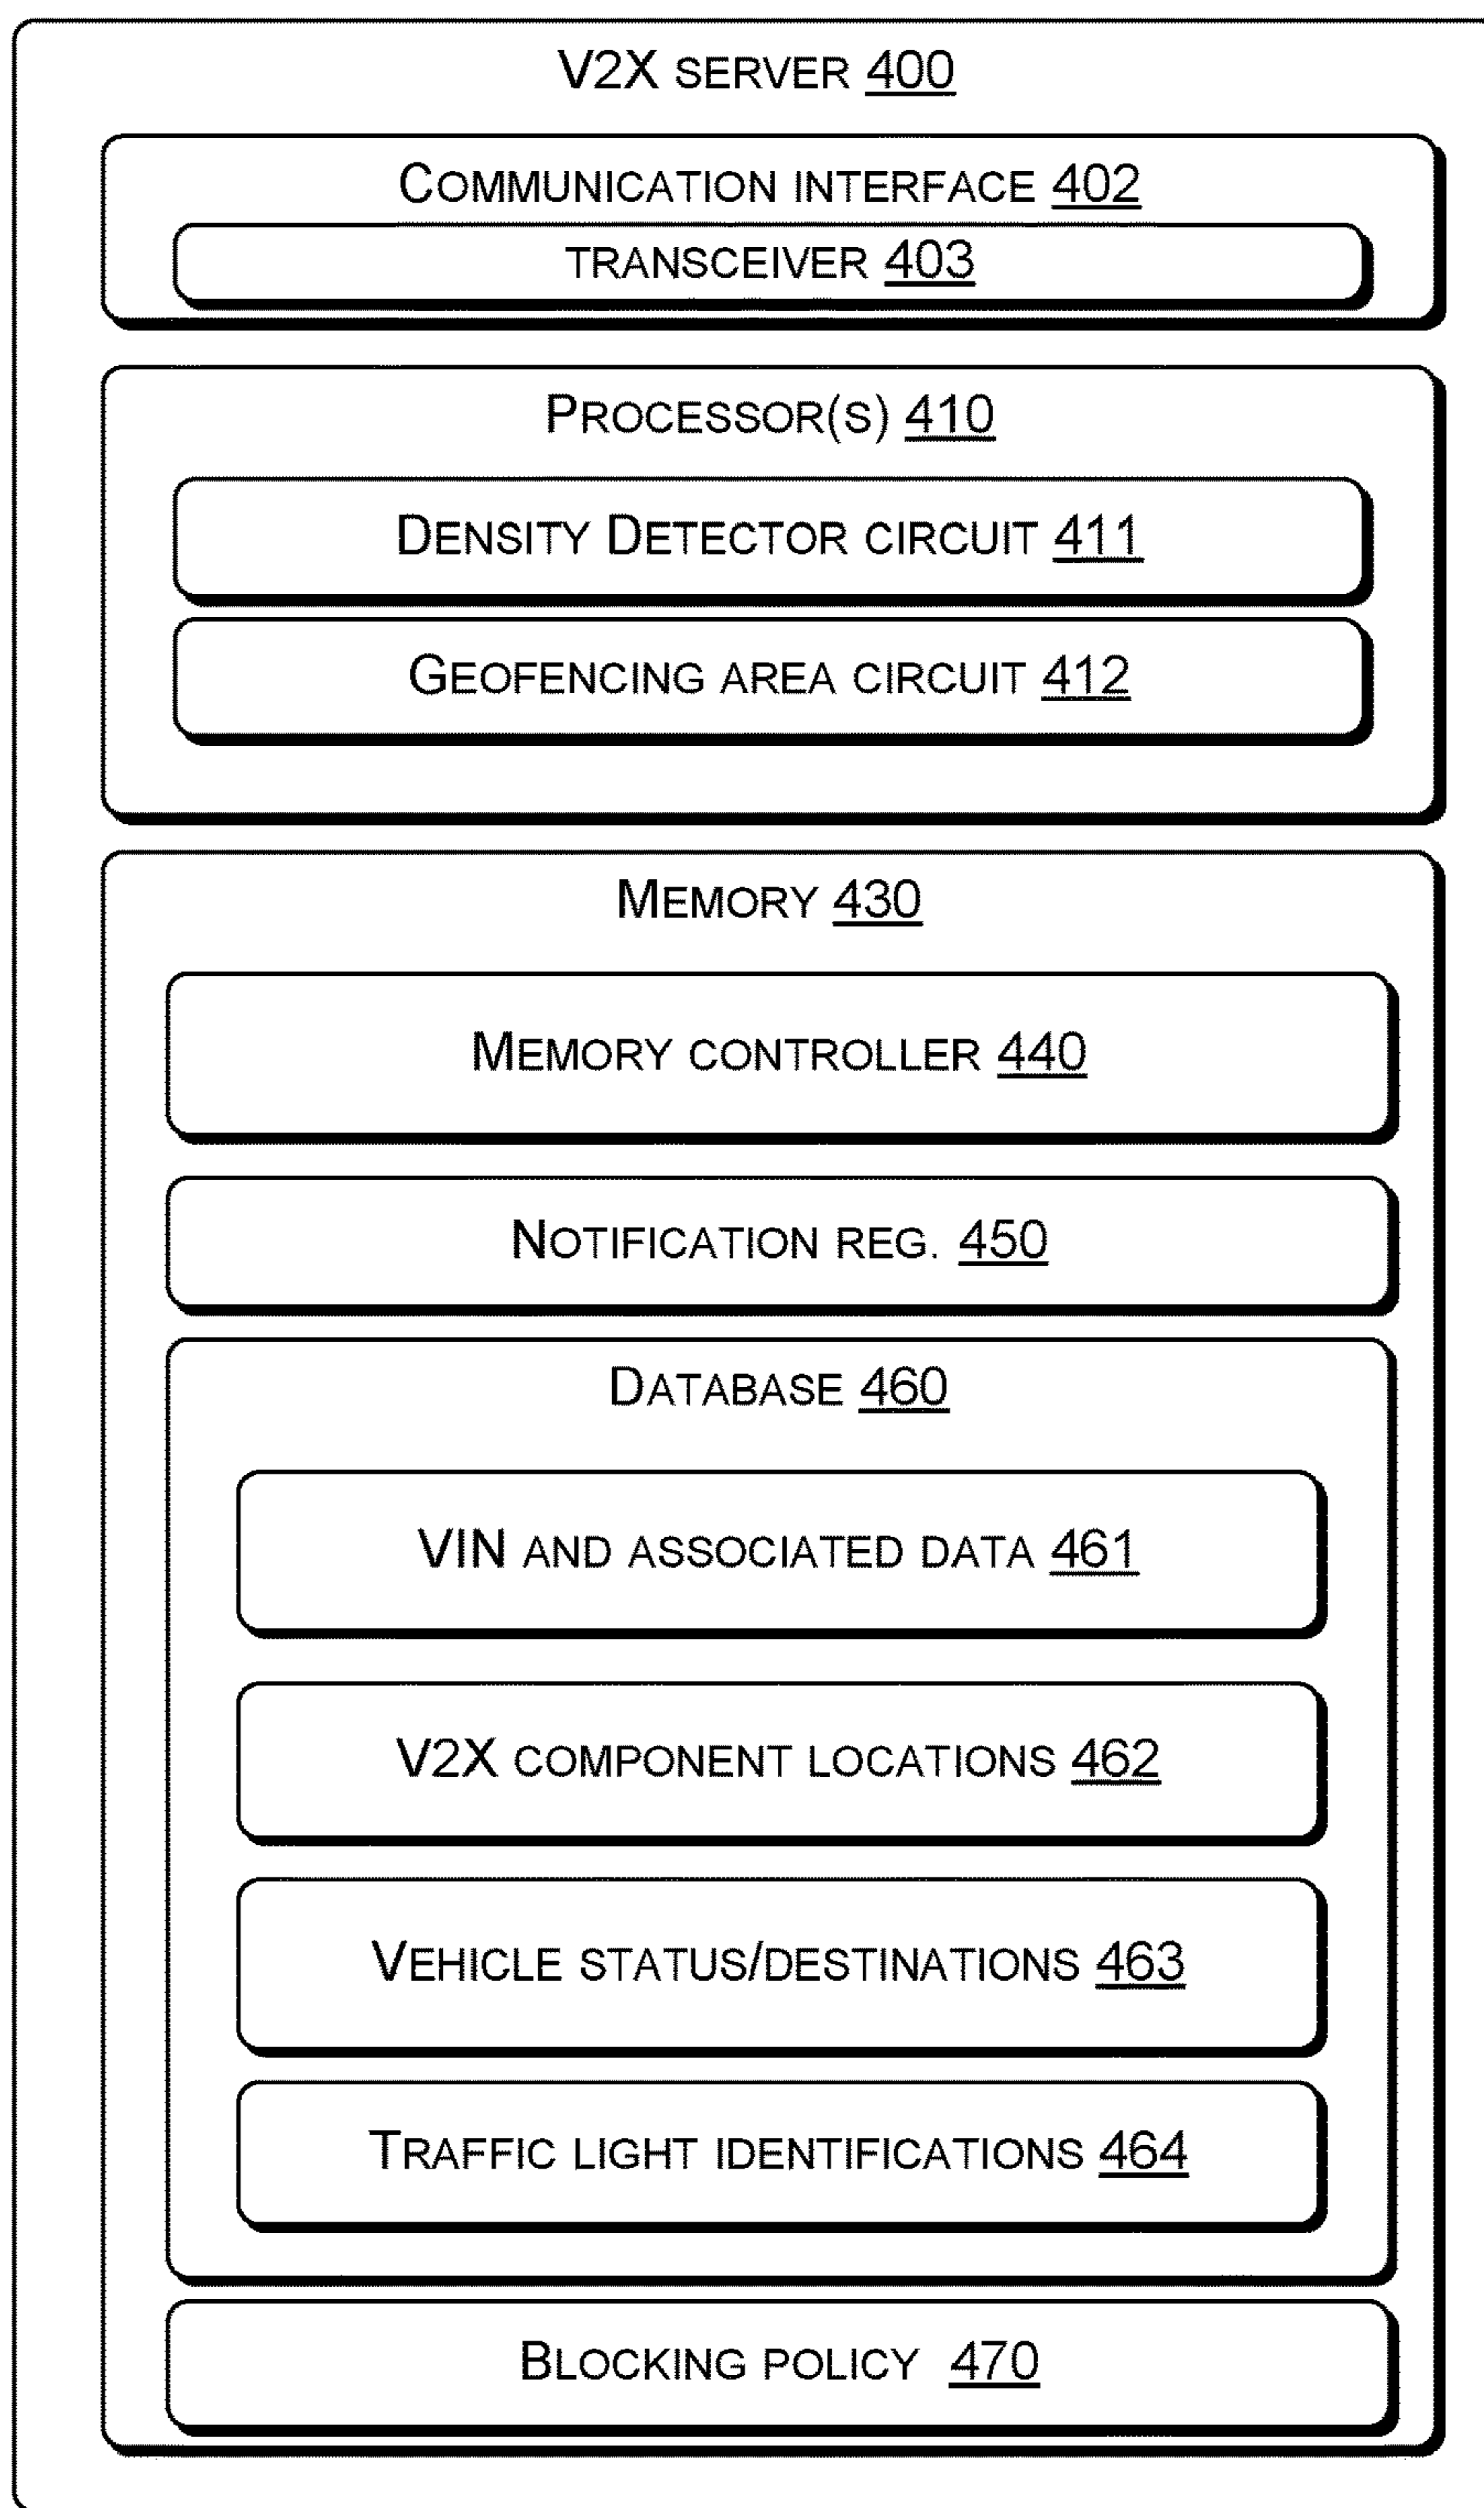 V2X SERVER 400
COMMUNICATION INTERFACE 402
TRANSCEIVER 403
PROCESSOR(S) 410
DENSITY DETECTOR CIRCUIT 411
GEOFENCING AREA CIRCUIT 412
MEMORY 430
MEMORY CONTROLLER 440
NOTIFICATION REG. 450
DATABASE 460
VIN AND ASSOCIATED DATA 461
V2X COMPONENT LOCATIONS 462
VEHICLE STATUS/DESTINATIONS 463
TRAFFIC LIGHT IDENTIFICATIONS 464
BLOCKING POLICY 470